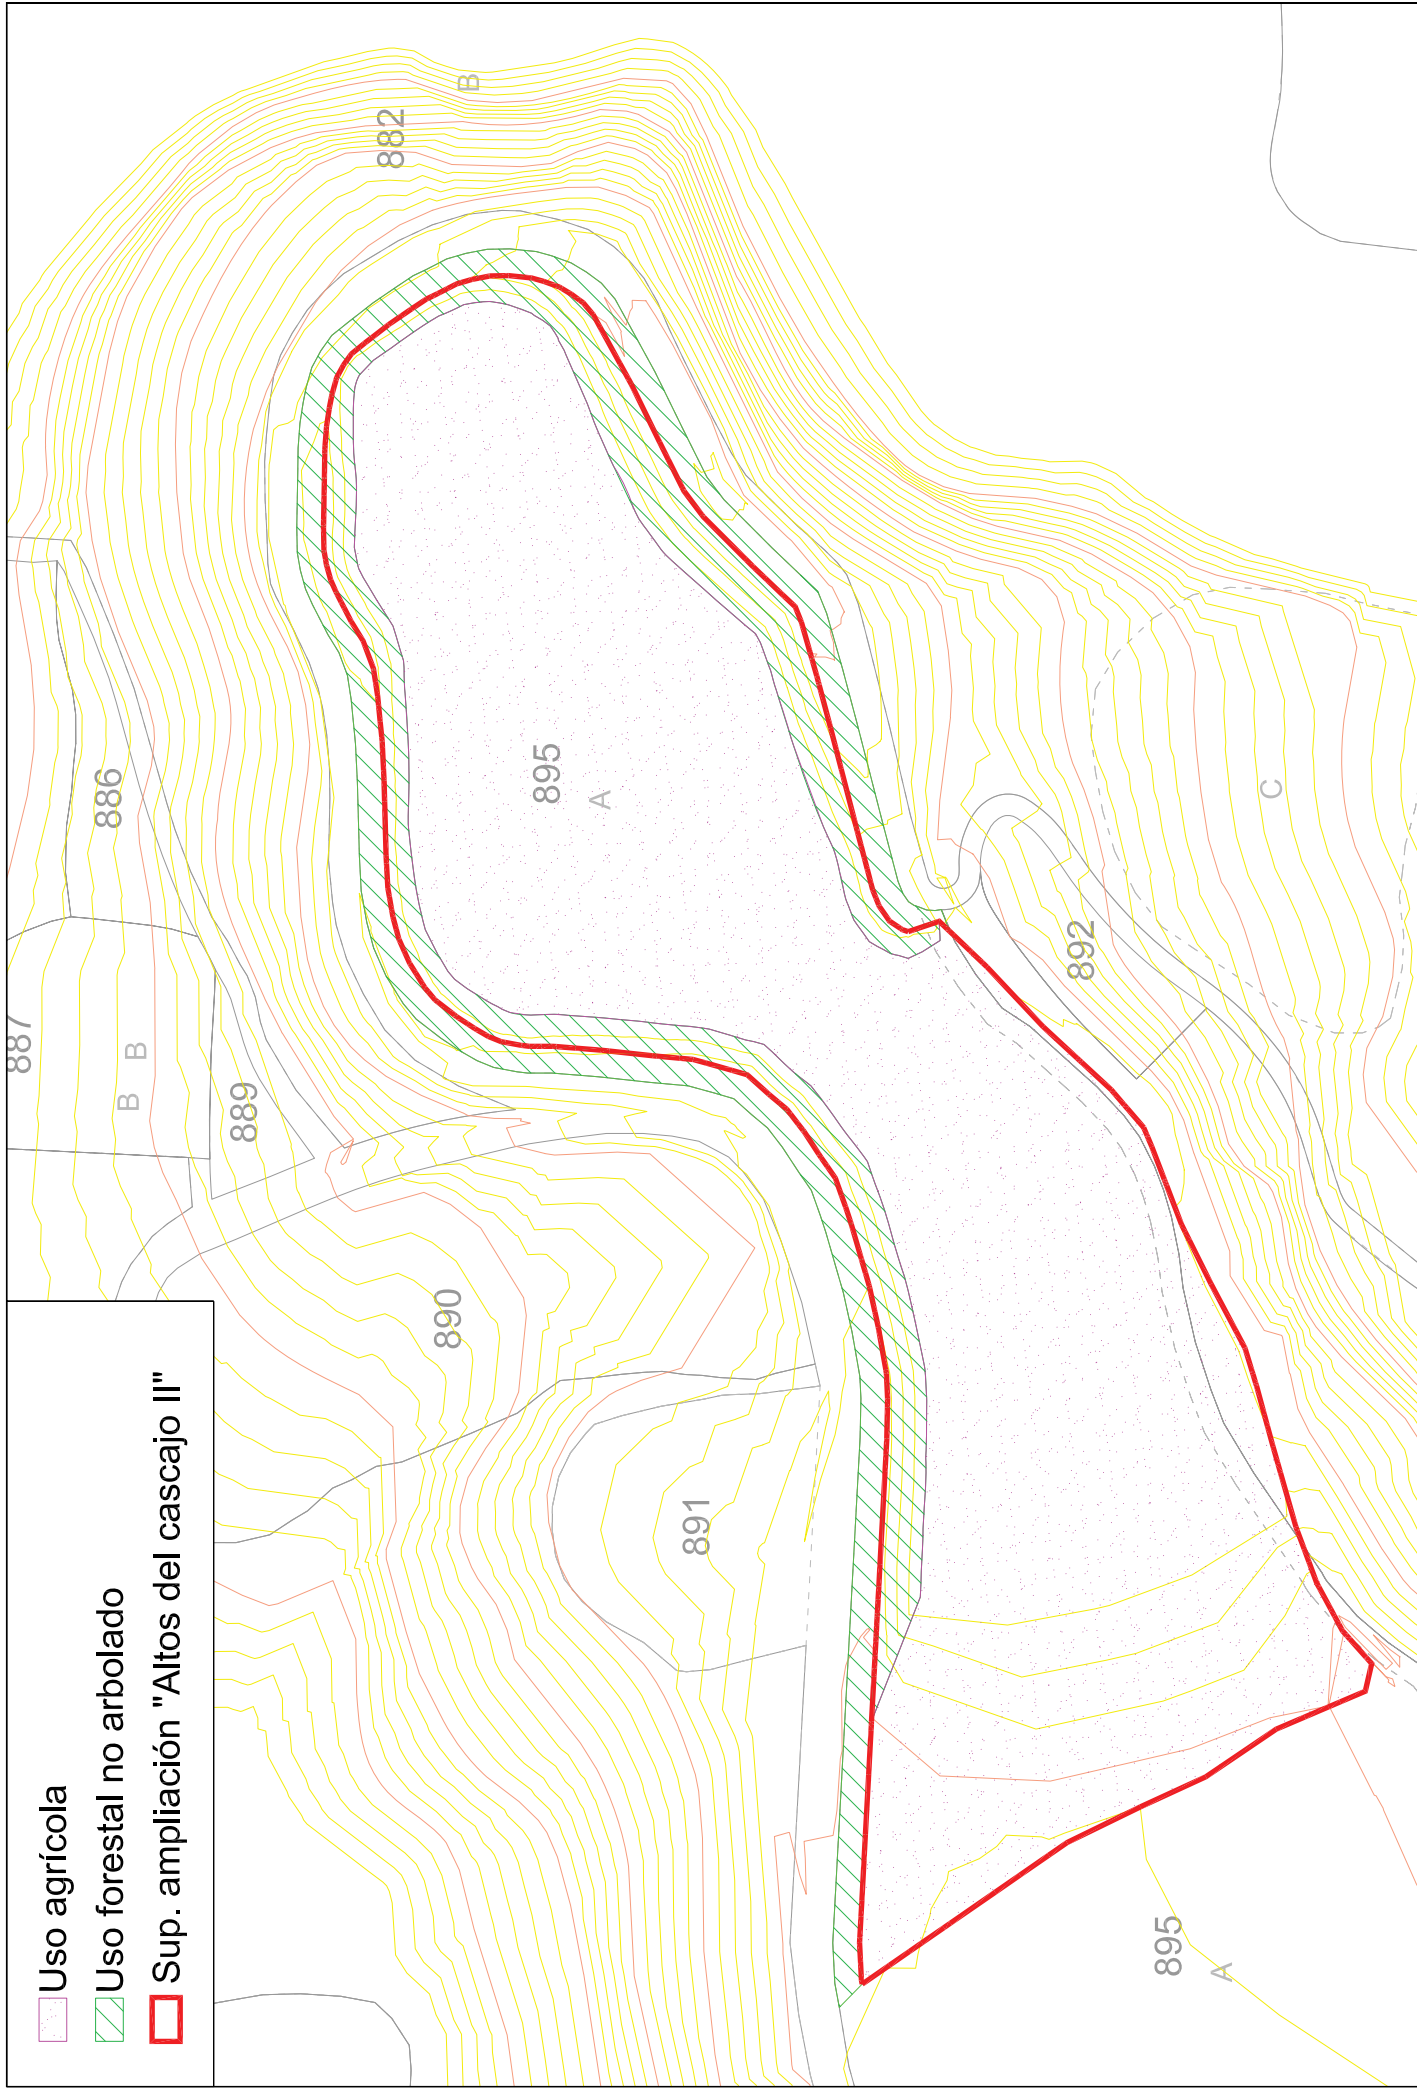 Uso agrícola
Uso forestal no arbolado
Sup. ampliación "Altos del cascajo II"
887
B
B
889
886
882
B
890
891
895
A
892
C
895
A